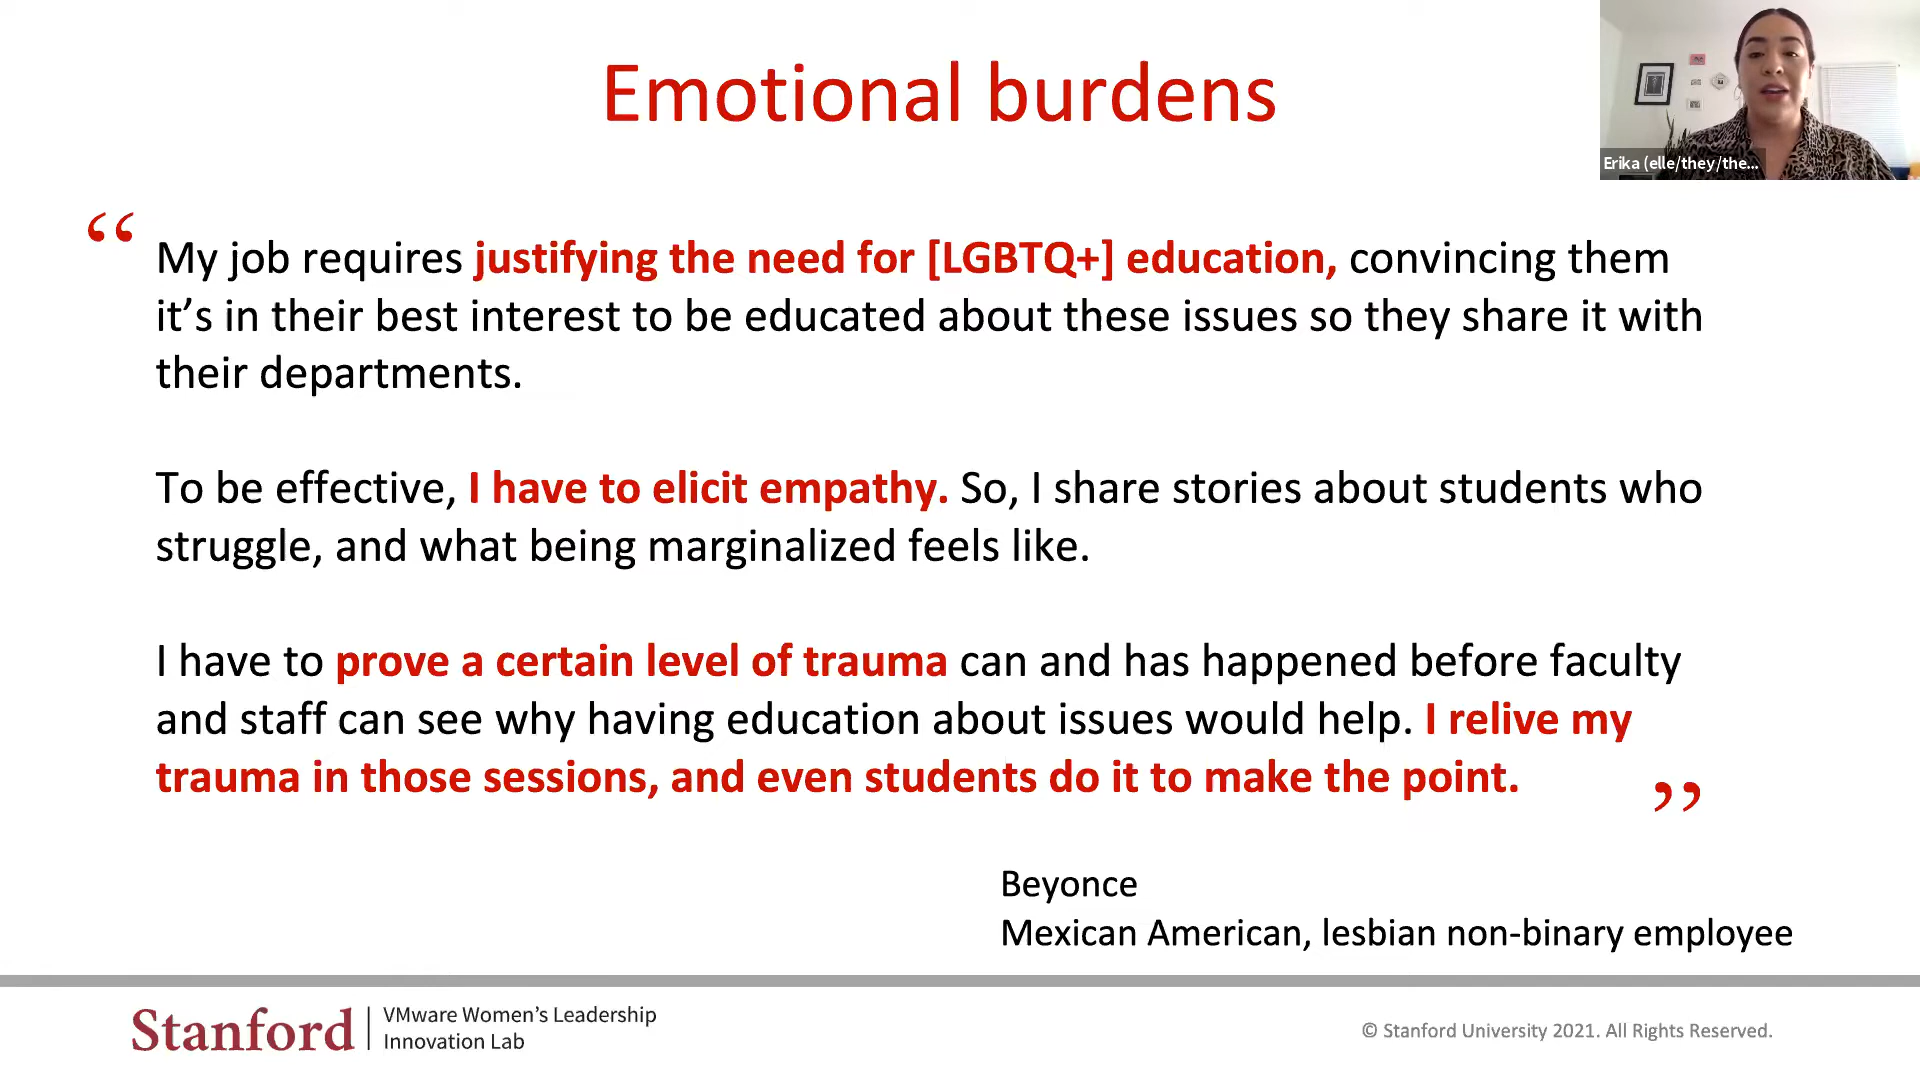 Emotional burdens
Erika (elle/they/the...
“
My job requires justifying the need for [LGBTQ+] education, convincing them
it’s in their best interest to be educated about these issues so they share it with
their departments.
To be effective, I have to elicit empathy. So, I share stories about students who
struggle, and what being marginalized feels like.
I have to prove a certain level of trauma can and has happened before faculty
and staff can see why having education about issues would help. I relive my
trauma in those sessions, and even students do it to make the point.
”
Beyonce
Mexican American, lesbian non-binary employee
Stanford
VMware Women’s Leadership
Innovation Lab
© Stanford University 2021. All Rights Reserved.